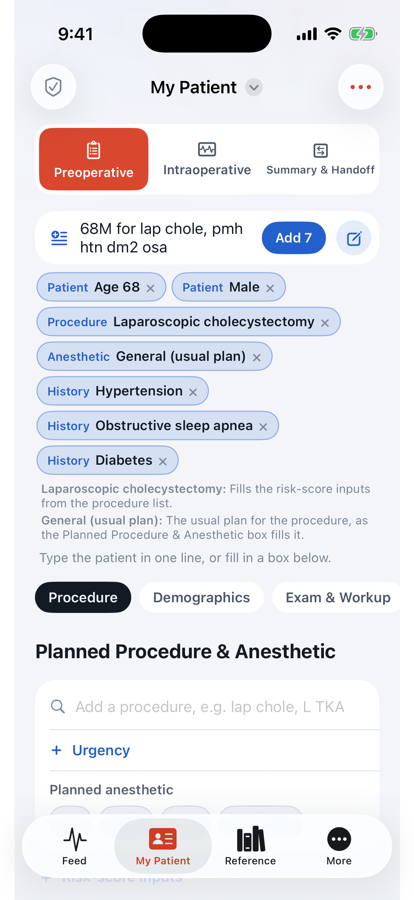 9:41
My Patient
Preoperative
Intraoperative
Summary & Handoff
68M for lap chole, pmh
htn dm2 osa
Add 7
Patient Age 68 ×
Patient Male ×
Procedure Laparoscopic cholecystectomy ×
Anesthetic General (usual plan) ×
History Hypertension ×
History Obstructive sleep apnea ×
History Diabetes ×
Laparoscopic cholecystectomy: Fills the risk-score inputs
from the procedure list.
General (usual plan): The usual plan for the procedure, as
the Planned Procedure & Anesthetic box fills it.
Type the patient in one line, or fill in a box below.
Procedure
Demographics
Exam & Workup
Planned Procedure & Anesthetic
Add a procedure, e.g. lap chole, L TKA
+ Urgency
Planned anesthetic
+ Risk-score inputs
Feed
My Patient
Reference
More